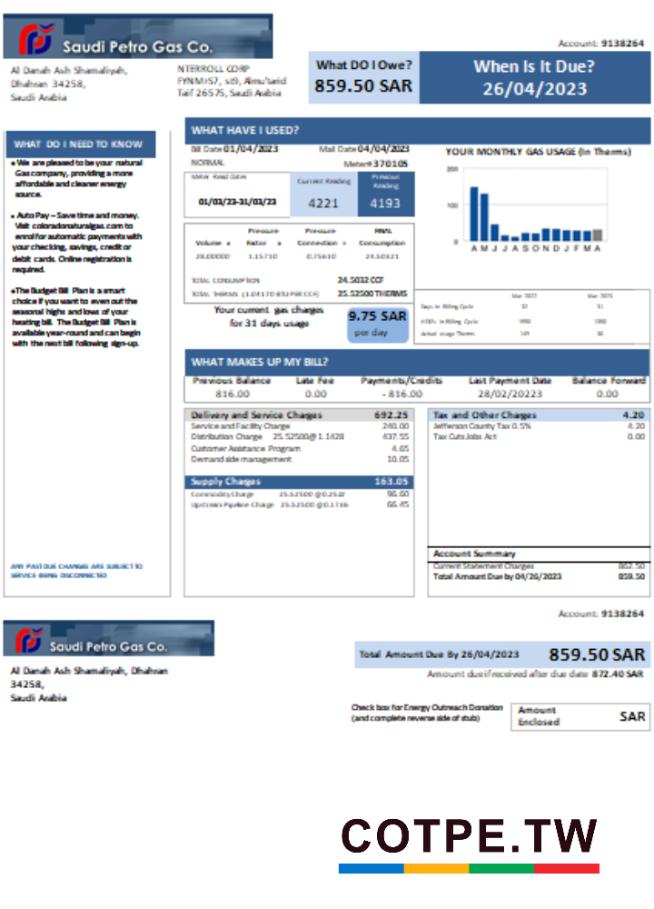 Saudi Petro Gas Co.
Account: 9138264
Al Danah Ash Shamaliyah,
Dhahran 34258,
Saudi Arabia
NTERROLL CORP
Taif 26575, Saudi Arabia
What DO I Owe?
859.50 SAR
When Is It Due?
26/04/2023
WHAT DO I NEED TO KNOW
•We are pleased to be your natural
Gas company, providing a more
affordable and cleaner energy
source.
• Auto Pay – Save time and money.
Visit coloradonaturalgas.com to
enroll for automatic payments with
your checking, savings, credit or
debit cards. Online registration is
required.
•The Budget Bill Plan is a smart
choice if you want to even out the
seasonal highs and lows of your
heating bill. The Budget Bill Plan is
available year-round and can begin
with the next bill following sign-up.
ANY PAST DUE CHARGES ARE SUBJECT TO
SERVICE BEING DISCONNECTED
WHAT HAVE I USED?
Bill Date 01/04/2023 Mail Date 04/04/2023
NORMAL Meter# 370105
Meter Read Dates Current Reading Previous Reading
01/03/23-31/03/23 4221 4193
Pressure Pressure FINAL
Volume x Factor x Connection = Consumption
28.00000 1.15710 0.75610 24.50321
TOTAL CONSUMPTION 24.5032 CCF
TOTAL THERMS (1.04170 BTU PER CCF) 25.52500 THERMS
Your current gas charges
for 31 days usage
9.75 SAR
per day
YOUR MONTHLY GAS USAGE (In Therms)
200
100
0
A M J J A S O N D J F M A
Mar 2022 Mar 2023
Days in Billing Cycle
HDD's in Billing Cycle
Actual usage Therms
WHAT MAKES UP MY BILL?
Previous Balance Late Fee Payments/Credits Last Payment Date Balance Forward
816.00 0.00 - 816.00 28/02/20223 0.00
Delivery and Service Charges 692.25
Service and Facility Charge 240.00
Distribution Charge 25.52500@1.1428 437.55
Customer Assistance Program 4.65
Demand side management 10.05
Supply Charges 163.05
Commodity Charge 96.60
Upstream Pipeline Charge 66.45
Tax and Other Charges 4.20
Jefferson County Tax 0.5% 4.20
Tax Cuts Jobs Act 0.00
Account Summary
Current Statement Charges 862.50
Total Amount Due by 04/26/2023 859.50
Account: 9138264
Saudi Petro Gas Co.
Al Danah Ash Shamaliyah, Dhahran
34258,
Saudi Arabia
Total Amount Due By 26/04/2023 859.50 SAR
Amount due if received after due date 872.40 SAR
Check box for Energy Outreach Donation
(and complete reverse side of stub)
Amount
Enclosed
SAR
COTPE.TW